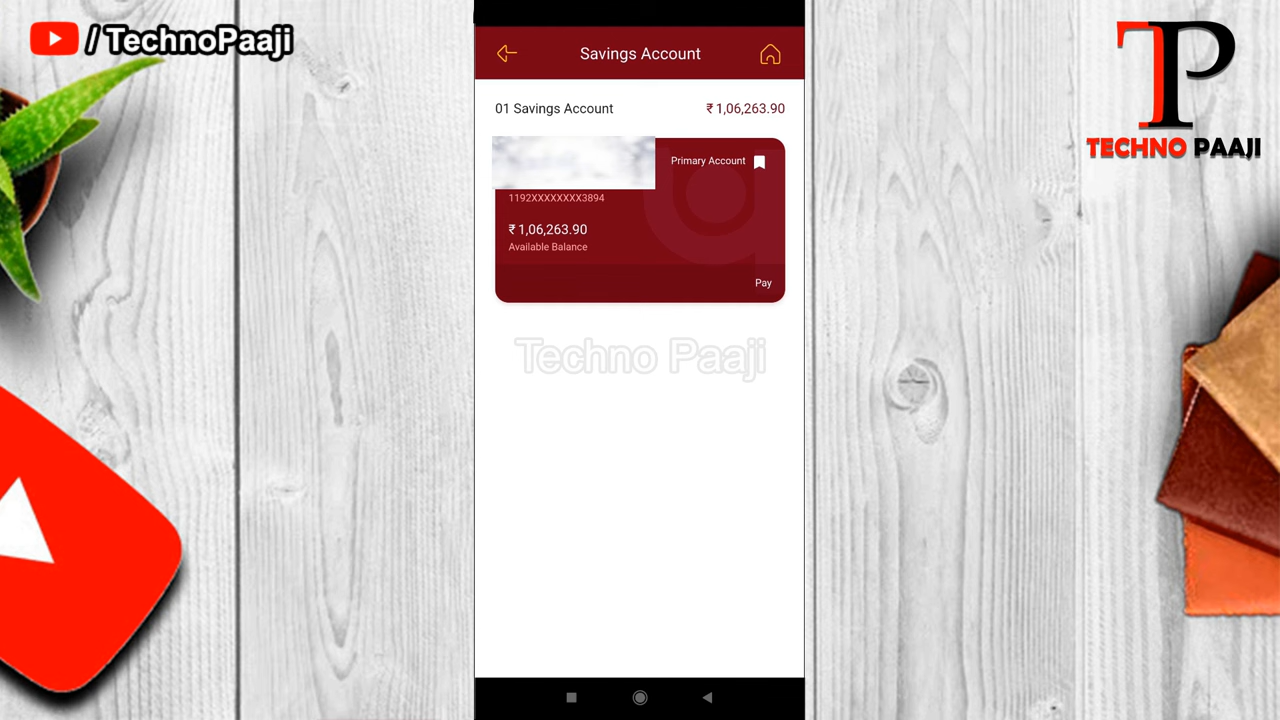 / TechnoPaaji
TP
TECHNO PAAJI
Savings Account
01 Savings Account ₹ 1,06,263.90
Primary Account
1192XXXXXXXX3894
₹ 1,06,263.90
Available Balance
Pay
Techno Paaji